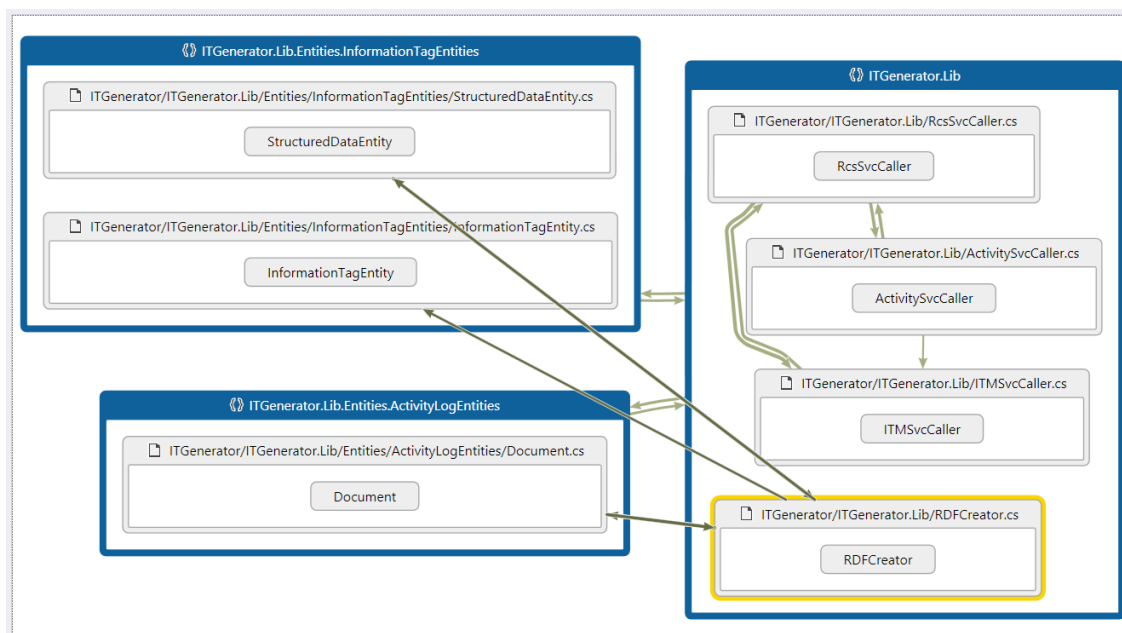 ITGenerator.Lib.Entities.InformationTagEntities
ITGenerator/ITGenerator.Lib/Entities/InformationTagEntities/StructuredDataEntity.cs
StructuredDataEntity
ITGenerator/ITGenerator.Lib/Entities/InformationTagEntities/InformationTagEntity.cs
InformationTagEntity
ITGenerator.Lib.Entities.ActivityLogEntities
ITGenerator/ITGenerator.Lib/Entities/ActivityLogEntities/Document.cs
Document
ITGenerator.Lib
ITGenerator/ITGenerator.Lib/RcsSvcCaller.cs
RcsSvcCaller
ITGenerator/ITGenerator.Lib/ActivitySvcCaller.cs
ActivitySvcCaller
ITGenerator/ITGenerator.Lib/ITMSvcCaller.cs
ITMSvcCaller
ITGenerator/ITGenerator.Lib/RDFCreator.cs
RDFCreator